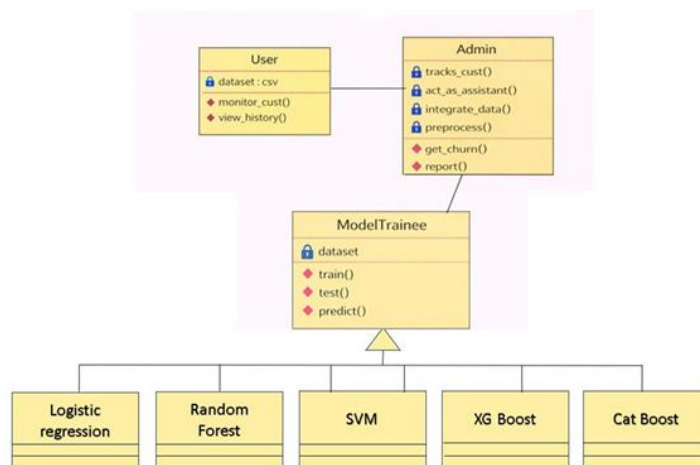 User
dataset : csv
monitor_cust()
view_history()
Admin
tracks_cust()
act_as_assistant()
integrate_data()
preprocess()
get_churn()
report()
ModelTrainee
dataset
train()
test()
predict()
Logistic
regression
Random
Forest
SVM
XG Boost
Cat Boost